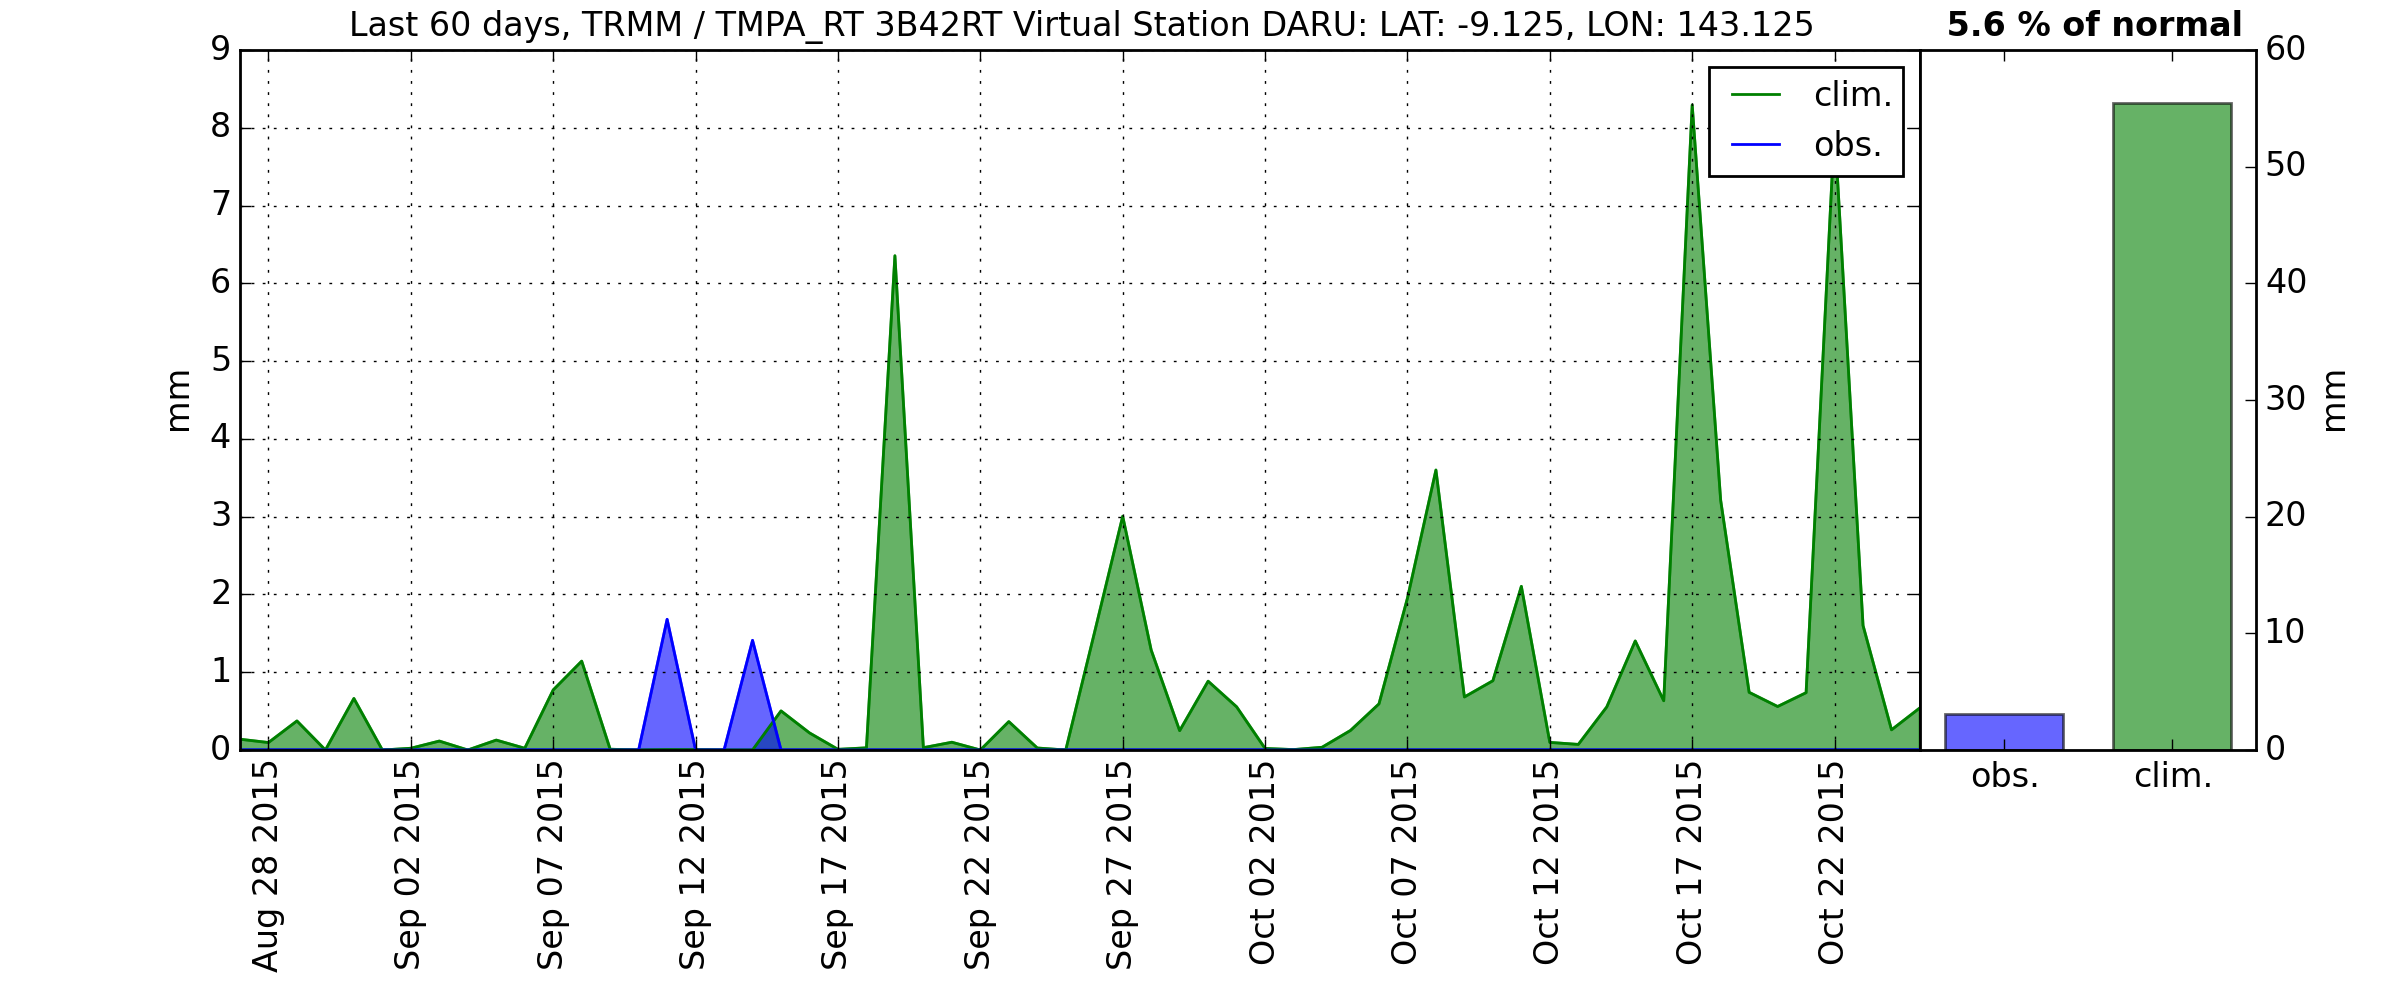 Last 60 days, TRMM / TMPA_RT 3B42RT Virtual Station DARU: LAT: -9.125, LON: 143.125
5.6 % of normal
9
8
7
6
5
4
3
2
1
0
mm
clim.
obs.
60
50
40
30
20
10
0
mm
obs.
clim.
Aug 28 2015
Sep 02 2015
Sep 07 2015
Sep 12 2015
Sep 17 2015
Sep 22 2015
Sep 27 2015
Oct 02 2015
Oct 07 2015
Oct 12 2015
Oct 17 2015
Oct 22 2015